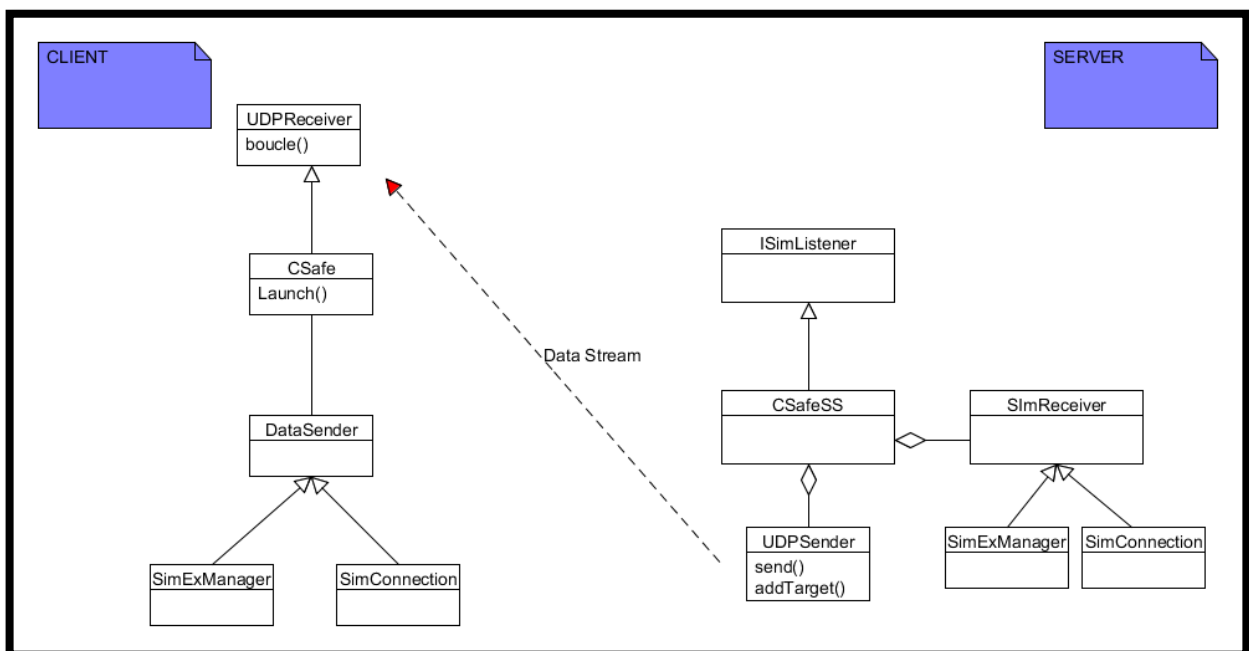 CLIENT
SERVER
UDPReceiver
boucle()
CSafe
Launch()
DataSender
SimExManager
SimConnection
Data Stream
ISimListener
CSafeSS
SImReceiver
UDPSender
send()
addTarget()
SimExManager
SimConnection